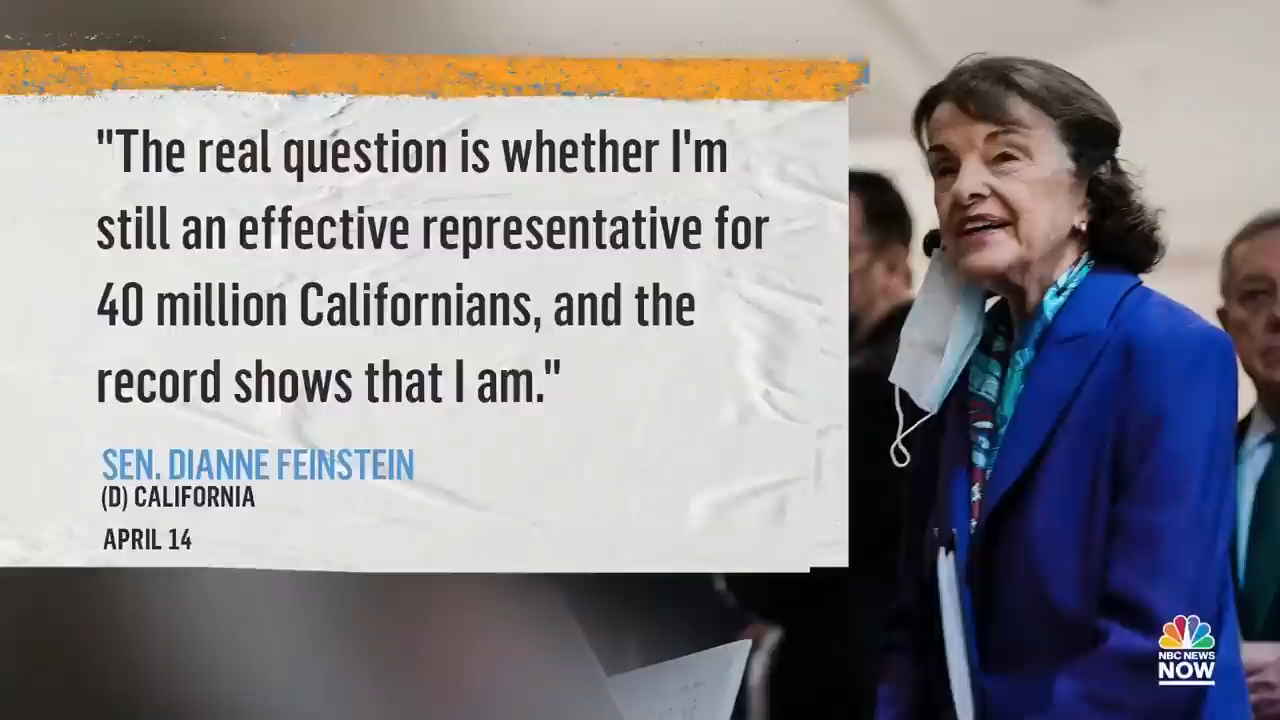 "The real question is whether I'm
still an effective representative for
40 million Californians, and the
record shows that I am."
SEN. DIANNE FEINSTEIN
(D) CALIFORNIA
APRIL 14
NBC NEWS
NOW